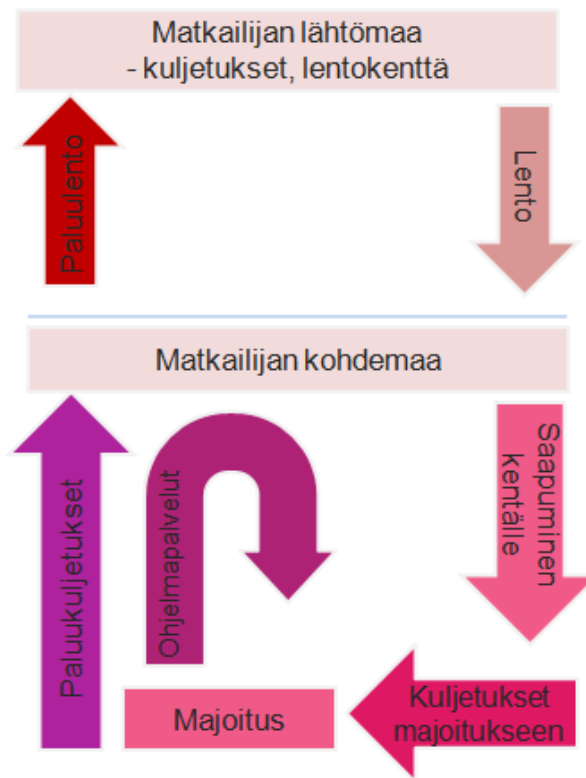 Matkailijan lähtömaa
- kuljetukset, lentokenttä
Paluulento
Lento
Matkailijan kohdemaa
Paluukuljetukset
Ohjelmapalvelut
Saapuminen
kentälle
Majoitus
Kuljetukset
majoitukseen